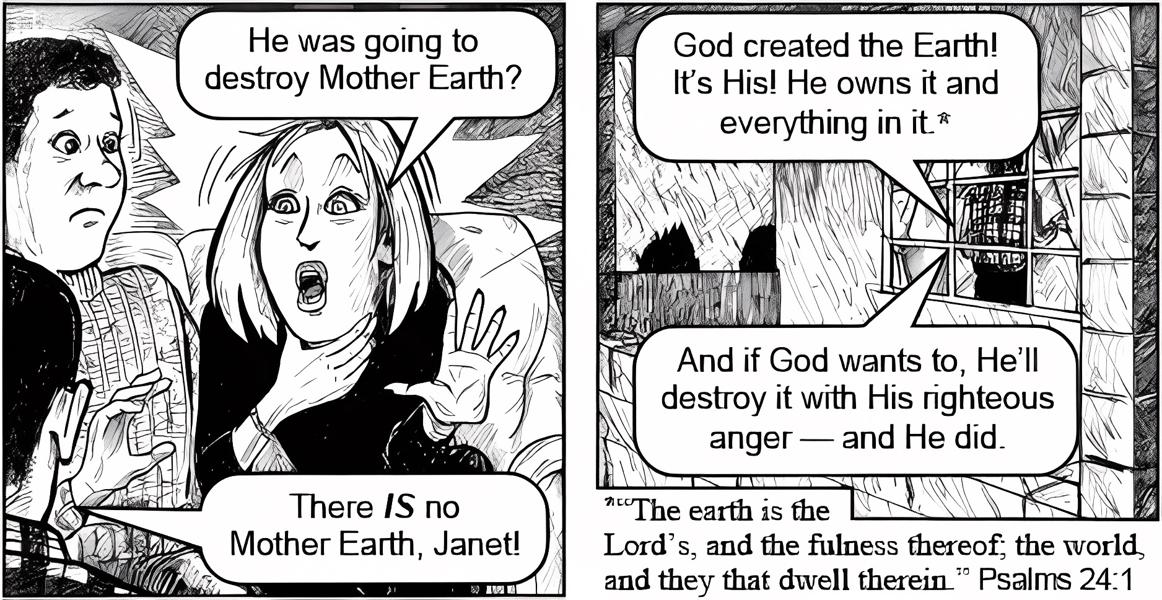 He was going to
destroy Mother Earth?
There IS no
Mother Earth, Janet!
God created the Earth!
It's His! He owns it and
everything in it.*
And if God wants to, He'll
destroy it with His righteous
anger — and He did.
*"The earth is the
Lord's, and the fulness thereof; the world,
and they that dwell therein." Psalms 24:1